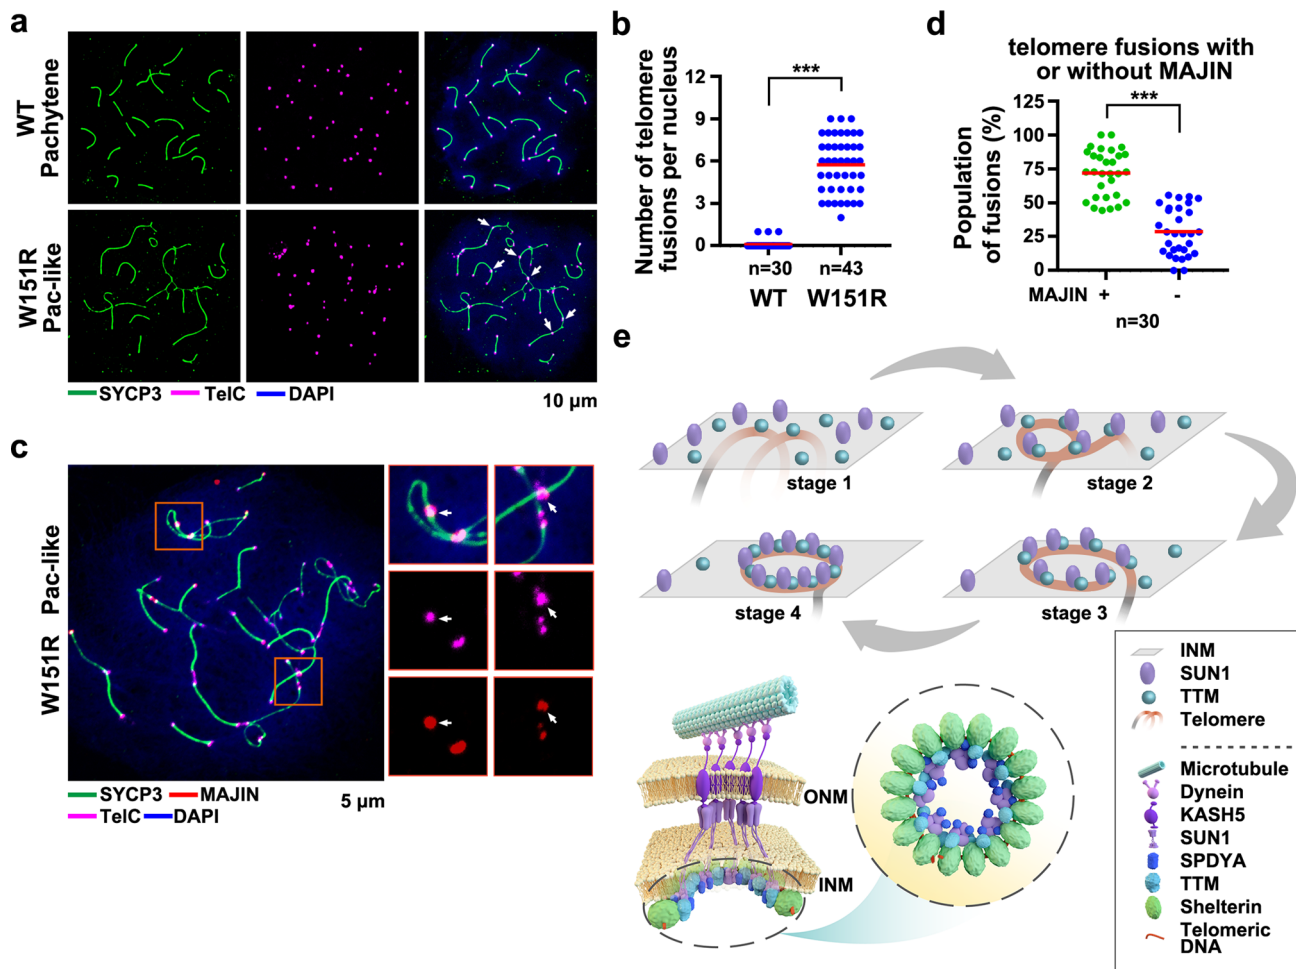 a
WT
Pachytene
W151R
Pac-like
SYCP3 TelC DAPI
10 µm
b
Number of telomere
fusions per nucleus
12
9
6
3
0
***
n=30 n=43
WT W151R
c
W151R Pac-like
SYCP3 MAJIN
TelC DAPI
5 µm
d
telomere fusions with
or without MAJIN
Population
of fusions (%)
125
100
75
50
25
0
***
MAJIN + -
n=30
e
stage 1
stage 2
stage 4
stage 3
ONM
INM
INM
SUN1
TTM
Telomere
Microtubule
Dynein
KASH5
SUN1
SPDYA
TTM
Shelterin
Telomeric
DNA